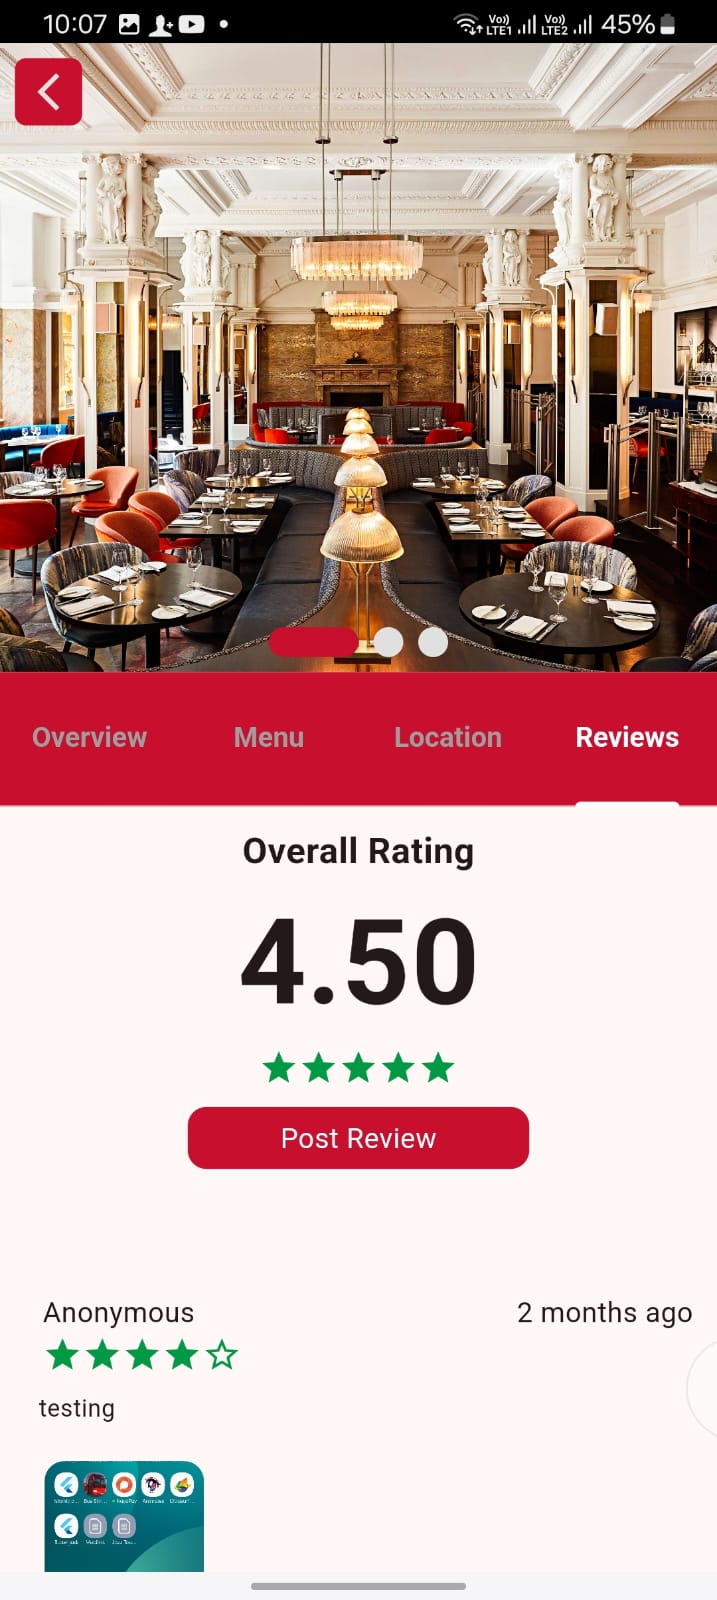 10:07
Vo)) LTE1 Vo)) LTE2 45%
Overview Menu Location Reviews
Overall Rating
4.50
Post Review
Anonymous 2 months ago
testing